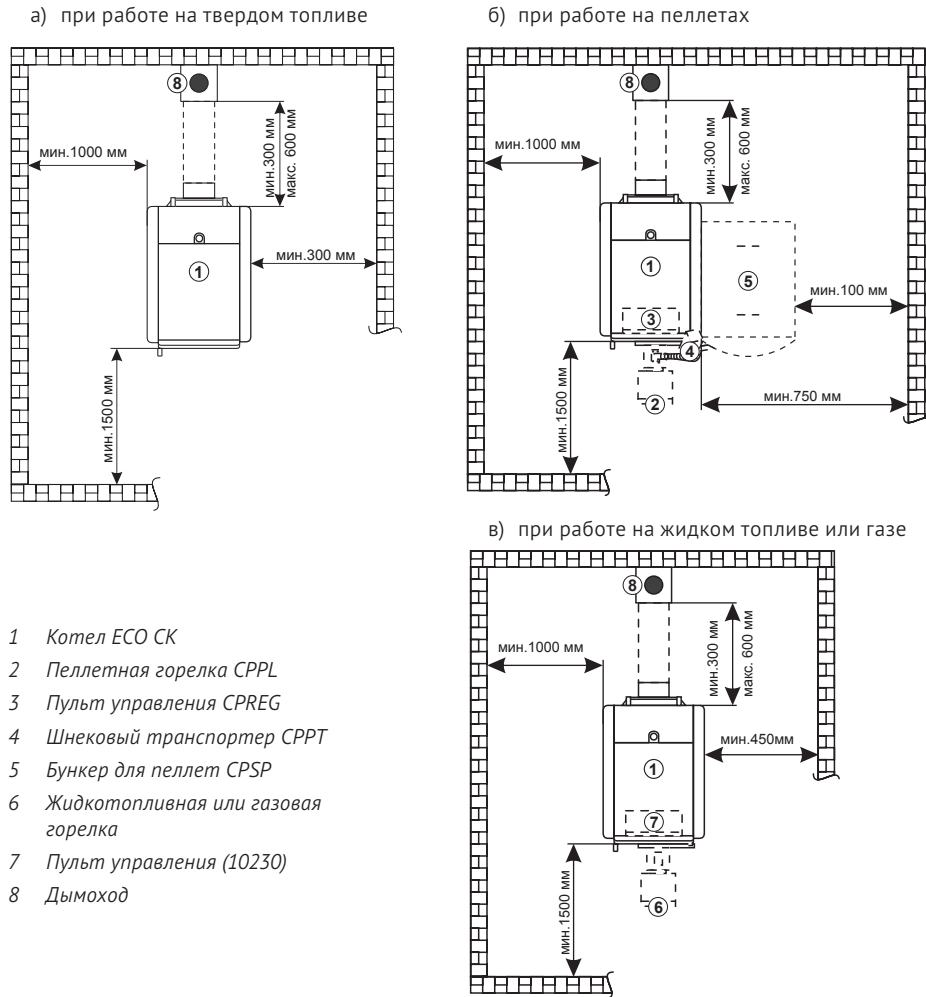 а) при работе на твердом топливе
8
мин.1000 мм
мин.300 мм
макс. 600 мм
1
мин.300 мм
мин.1500 мм
б) при работе на пеллетах
8
мин.1000 мм
мин.300 мм
макс. 600 мм
1
5
мин.100 мм
3
4
2
мин.750 мм
мин.1500 мм
в) при работе на жидком топливе или газе
8
мин.1000 мм
мин.300 мм
макс. 600 мм
1
мин.450мм
7
6
мин.1500 мм
1 Котел ECO CK
2 Пеллетная горелка CPPL
3 Пульт управления CPREG
4 Шнековый транспортер CPPT
5 Бункер для пеллет CPSP
6 Жидкотопливная или газовая
горелка
7 Пульт управления (10230)
8 Дымоход